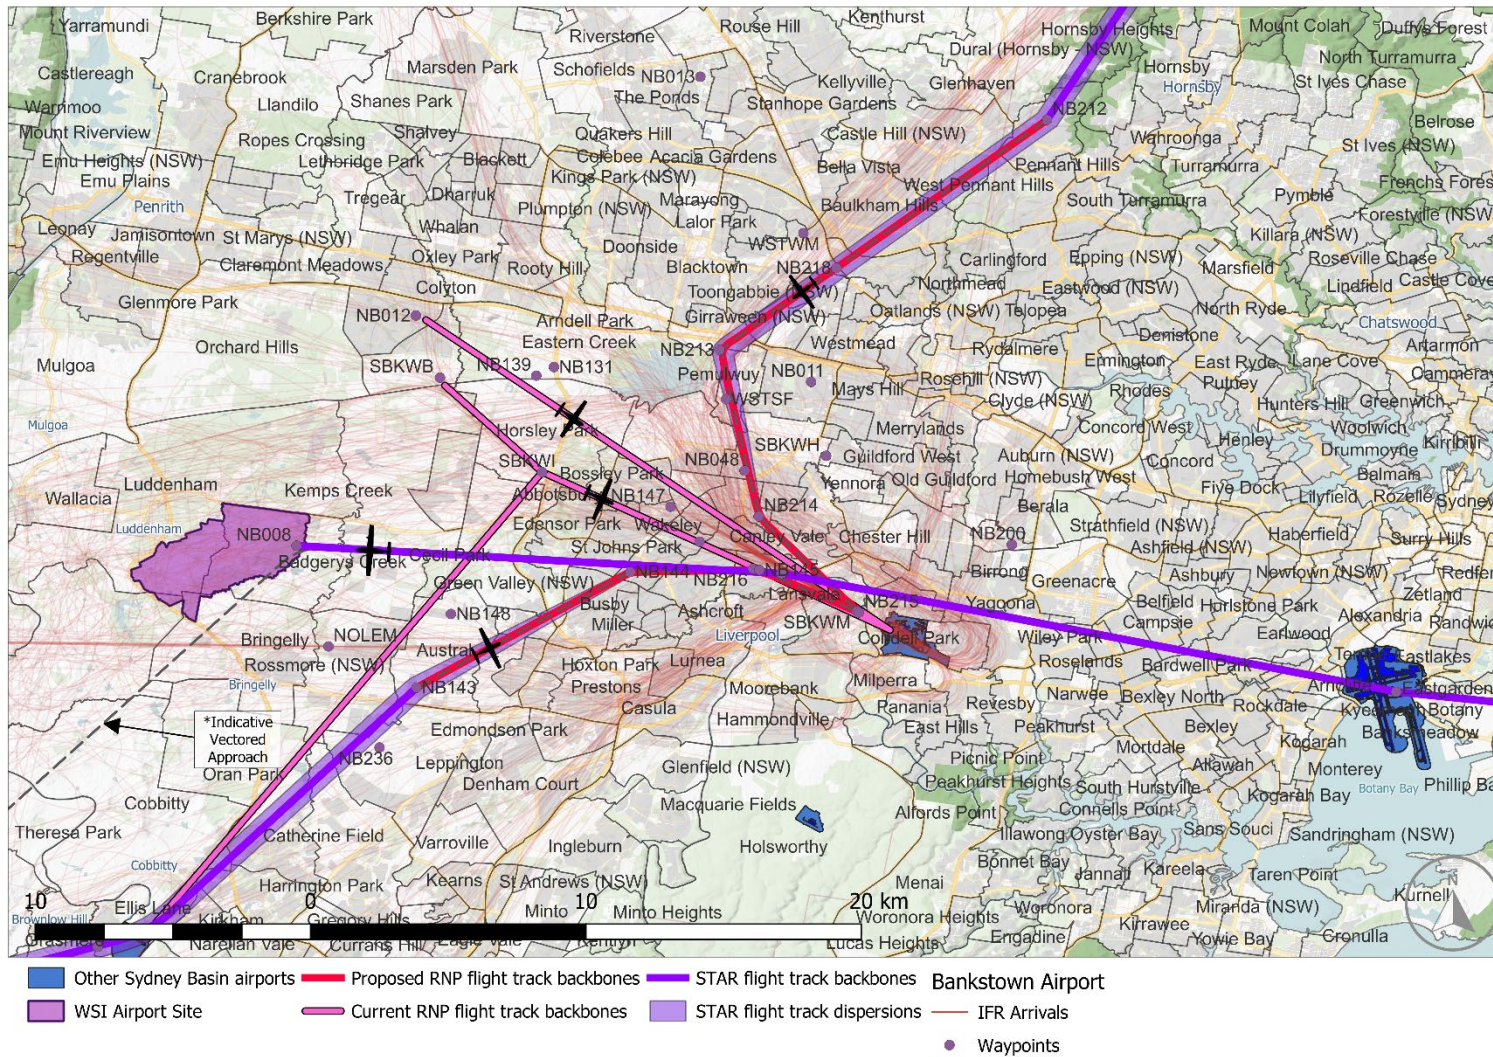 Yarramundi
Berkshire Park
Riverstone
Rouse Hill
Kenthurst
Hornsby Heights
Mount Colah
Duffys Forest
Dural (Hornsby - NSW)
North Turramurra
Castlereagh
Cranebrook
Marsden Park
Schofields
NB013
The Ponds
Kellyville
Glenhaven
Hornsby
Hornsby
St Ives Chase
Warrimoo
Llandilo
Shanes Park
Stanhope Gardens
NB212
Belrose
Mount Riverview
Ropes Crossing
Shalvey
Quakers Hill
Castle Hill (NSW)
Wahroonga
St Ives (NSW)
Emu Heights (NSW)
Lethbridge Park
Blackett
Colebee
Acacia Gardens
Bella Vista
Pennant Hills
Turramurra
Emu Plains
Kings Park (NSW)
West Pennant Hills
Pymble
Frenchs Fores
Penrith
Tregear
Dharruk
Plumpton (NSW)
Marayong
Baulkham Hills
South Turramurra
Forestville (NSW
Leonay
Jamisontown
St Marys (NSW)
Whalan
Lalor Park
WSTWM
Killara (NSW)
Regentville
Claremont Meadows
Oxley Park
Rooty Hill
Doonside
Blacktown
NB218
Carlingford
Epping (NSW)
Marsfield
Roseville Chase
Colyton
Toongabbie (NSW)
Northmead
Eastwood (NSW)
Lindfield
Castle Cove
Glenmore Park
NB012
Arndell Park
Girraween (NSW)
Oatlands (NSW)
Telopea
North Ryde
Chatswood
Orchard Hills
Eastern Creek
NB213
Westmead
Rydalmere
Denistone
Artarmon
Mulgoa
SBKWB
NB139
NB131
Pemulwuy
NB011
Mays Hill
Rosehill (NSW)
Ermington
East Ryde
Lane Cove
Cammeray
WSTSF
Clyde (NSW)
Rhodes
Putney
Hunters Hill
Greenwich
Mulgoa
Horsley Park
Merrylands
Concord West
Henley
Woolwich
Kirribilli
SBKWI
Bossley Park
NB048
SBKWH
Guildford West
Auburn (NSW)
Concord
Drummoyne
Balmain
Luddenham
Kemps Creek
Abbotsbury
NB147
Yennora
Old Guildford
Homebush West
Five Dock
Lilyfield
Rozelle
Sydney
Wallacia
NB214
Berala
Luddenham
NB008
Edensor Park
Wakeley
Canley Vale
Chester Hill
NB200
Strathfield (NSW)
Haberfield
Surry Hills
Badgerys Creek
Cecil Park
St Johns Park
Ashfield (NSW)
Green Valley (NSW)
NB144
NB216
NB145
Birrong
Greenacre
Ashbury
Newtown (NSW)
Redfer
NB148
Busby
Ashcroft
Lansvale
NB215
Yagoona
Belfield
Hurlstone Park
Zetland
Bringelly
NOLEM
Miller
Liverpool
SBKWM
Condell Park
Wiley Park
Campsie
Earlwood
Alexandria
Randwi
Rossmore (NSW)
Austral
Hoxton Park
Lurnea
Roselands
Bardwell Park
Eastlakes
Bringelly
NB143
Prestons
Moorebank
Milperra
Narwee
Bexley North
Eastgarden
Casula
Panania
Revesby
Rockdale
*Indicative
Vectored
Approach
Edmondson Park
Hammondville
East Hills
Peakhurst
Bexley
Botany
Banksmeadow
NB236
Leppington
Picnic Point
Mortdale
Kogarah
Oran Park
Denham Court
Glenfield (NSW)
Peakhurst Heights
Allawah
Monterey
Cobbitty
Macquarie Fields
Alfords Point
South Hurstville
Kogarah Bay
Botany Bay
Phillip Ba
Connells Point
Theresa Park
Catherine Field
Varroville
Ingleburn
Holsworthy
Illawong
Oyster Bay
Sans Souci
Sandringham (NSW)
Cobbitty
Bonnet Bay
Jannali
Kareela
Taren Point
Harrington Park
Kearns
St Andrews (NSW)
Menai
Kurnell
10
0
10
20 km
Ellis Lane
Kirkham
Gregory Hills
Minto
Minto Heights
Woronora Heights
Woronora
Miranda (NSW)
Brownlow Hill
Kirrawee
Grasmere
Narellan Vale
Currans Hill
Eagle Vale
Kentlyn
Lucas Heights
Engadine
Yowie Bay
Cronulla
N
Other Sydney Basin airports
Proposed RNP flight track backbones
STAR flight track backbones
Bankstown Airport
WSI Airport Site
Current RNP flight track backbones
STAR flight track dispersions
IFR Arrivals
Waypoints